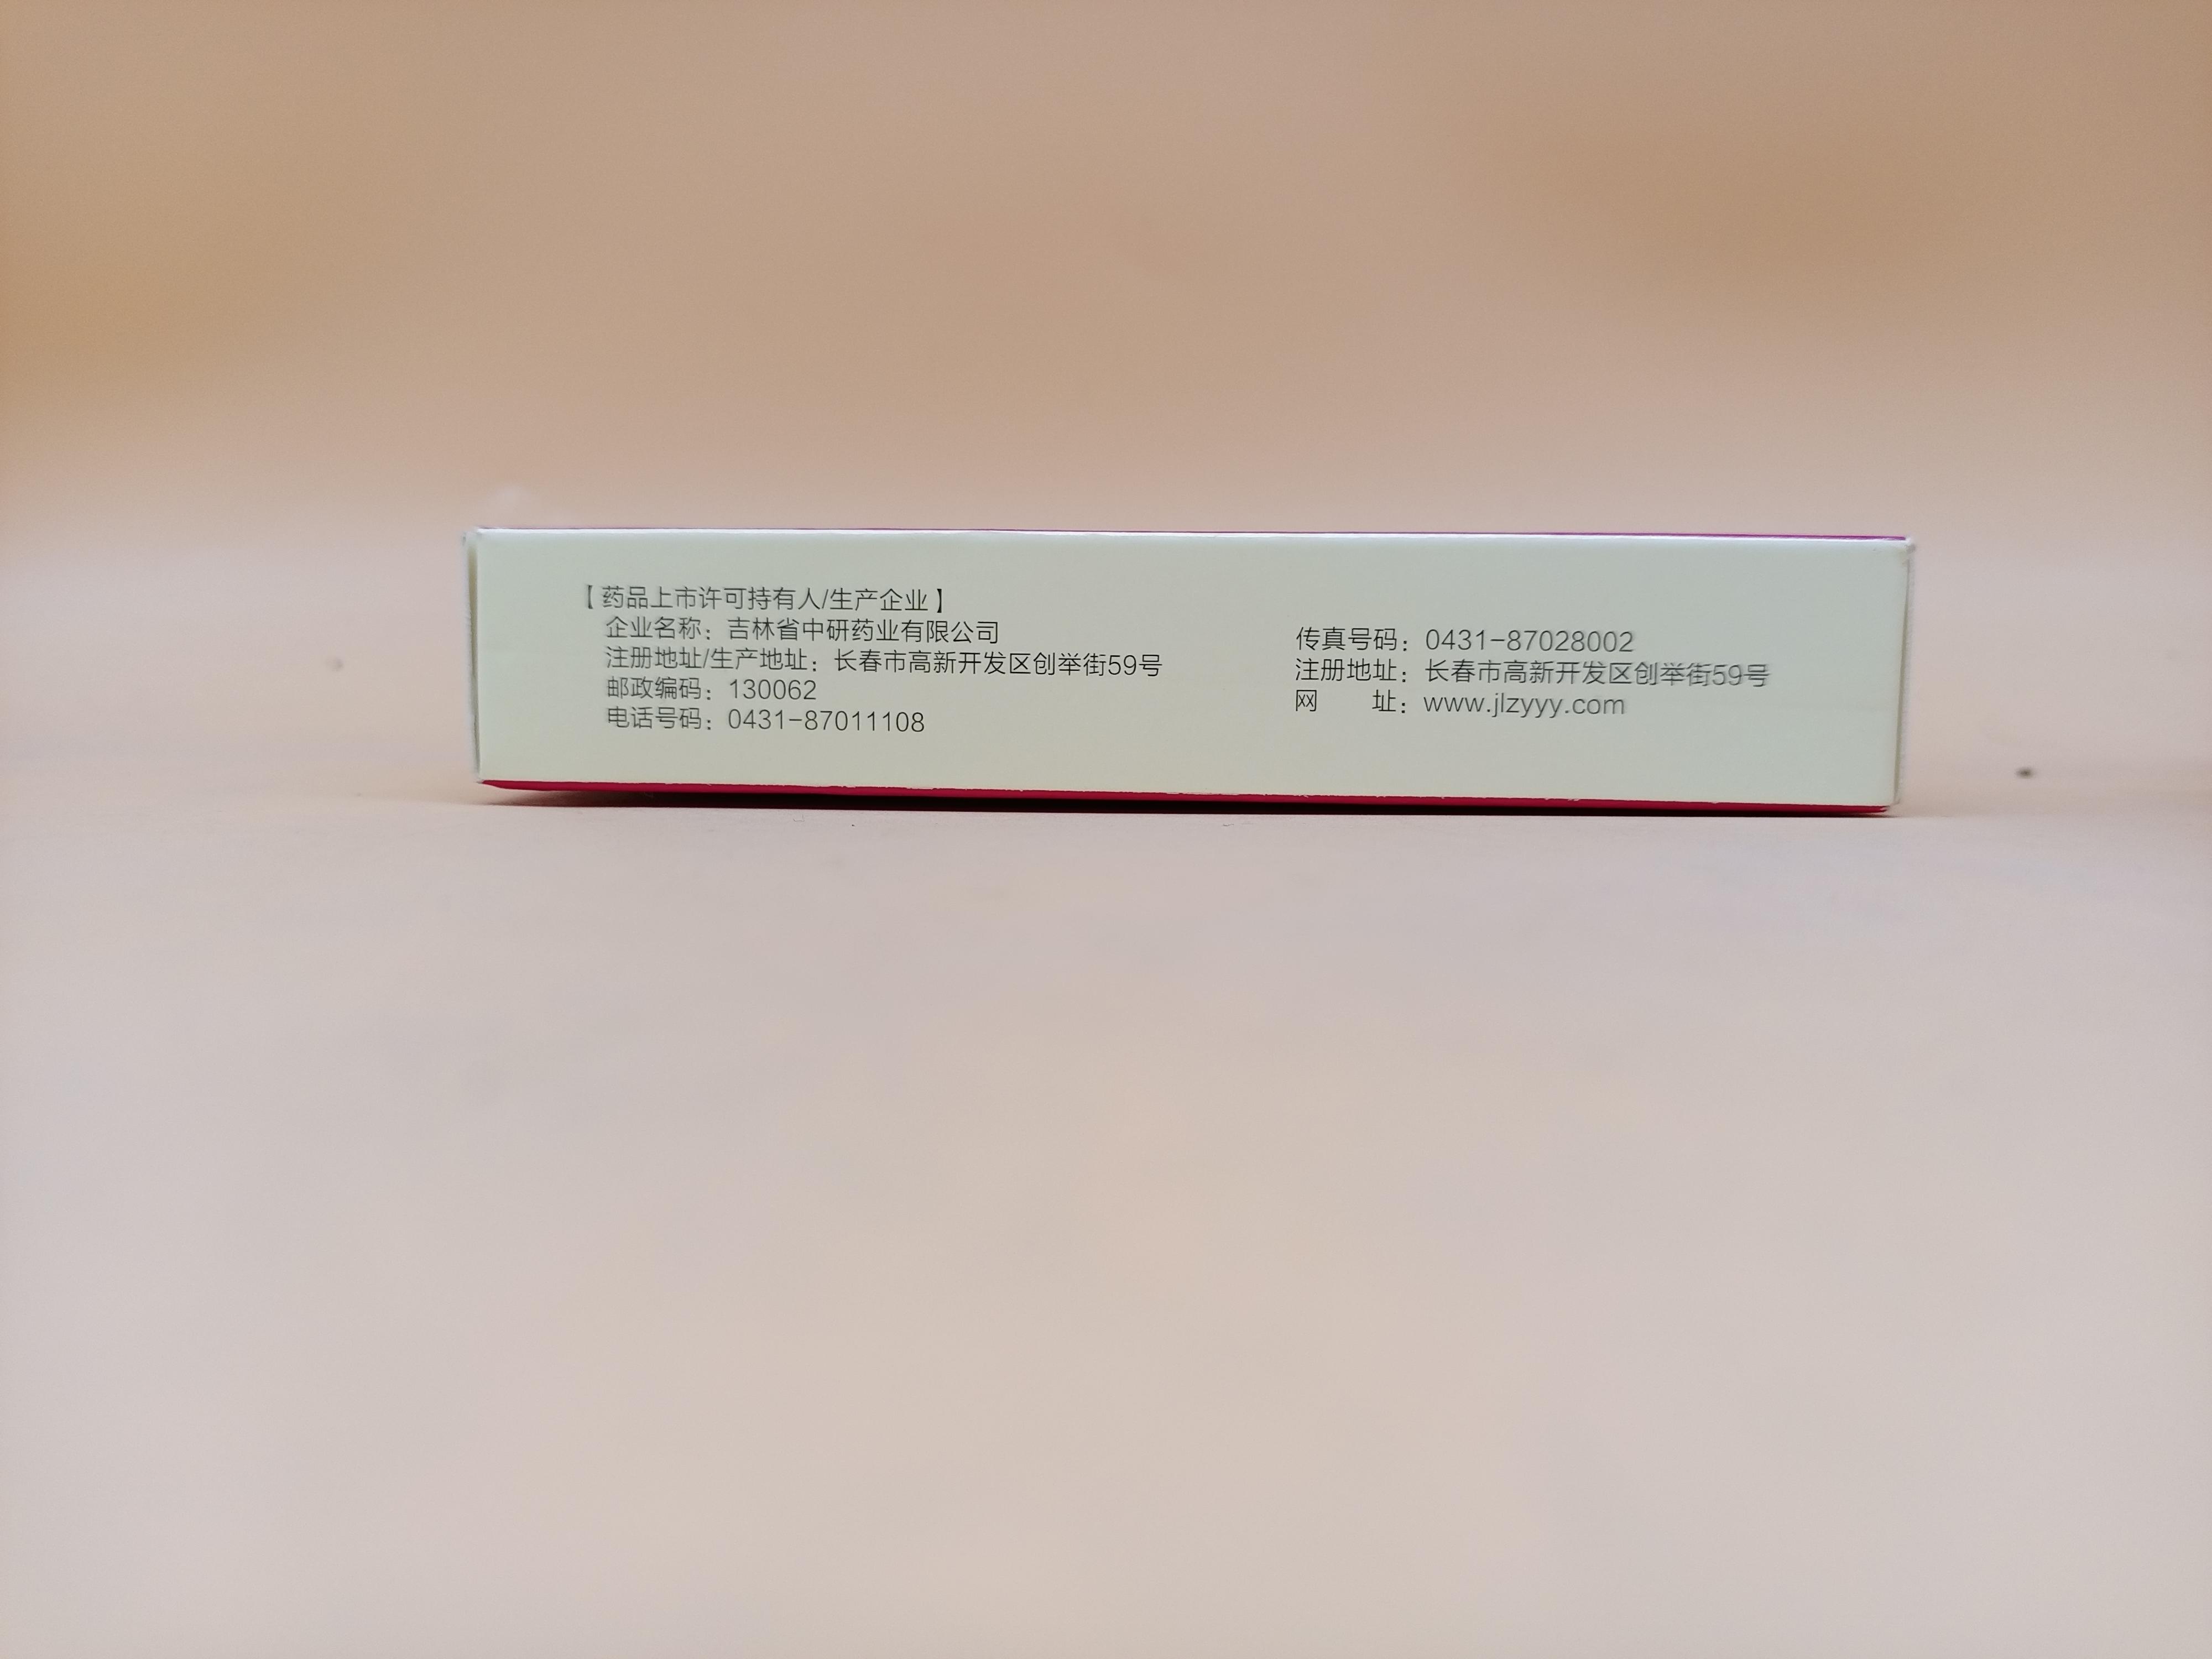 【药品上市许可持有人/生产企业】
企业名称：吉林省中研药业有限公司
注册地址/生产地址：长春市高新开发区创举街59号
邮政编码：130062
电话号码：0431-87011108
传真号码：0431-87028002
注册地址：长春市高新开发区创举街59号
网　　址：www.jlzyyy.com